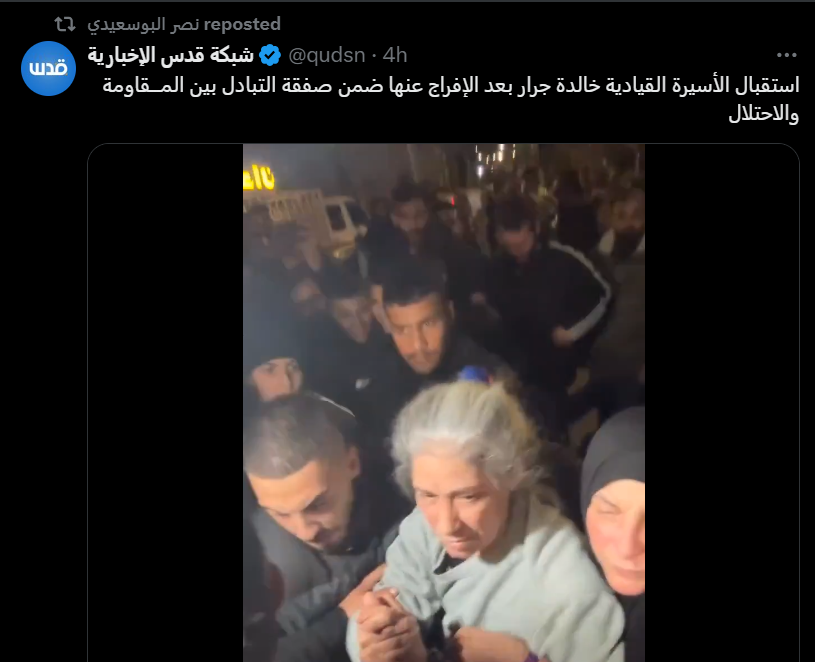 نصر البوسعيدي reposted
قدس
شبكة قدس الإخبارية @qudsn · 4h
استقبال الأسيرة القيادية خالدة جرار بعد الإفراج عنها ضمن صفقة التبادل بين المــقاومة
والاحتلال